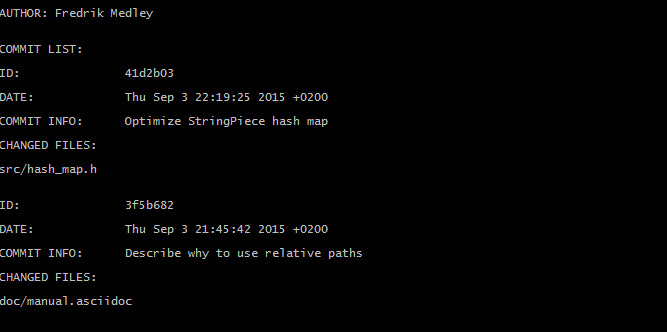 AUTHOR: Fredrik Medley
COMMIT LIST:
ID: 41d2b03
DATE: Thu Sep 3 22:19:25 2015 +0200
COMMIT INFO: Optimize StringPiece hash map
CHANGED FILES:
src/hash_map.h
ID: 3f5b682
DATE: Thu Sep 3 21:45:42 2015 +0200
COMMIT INFO: Describe why to use relative paths
CHANGED FILES:
doc/manual.asciidoc